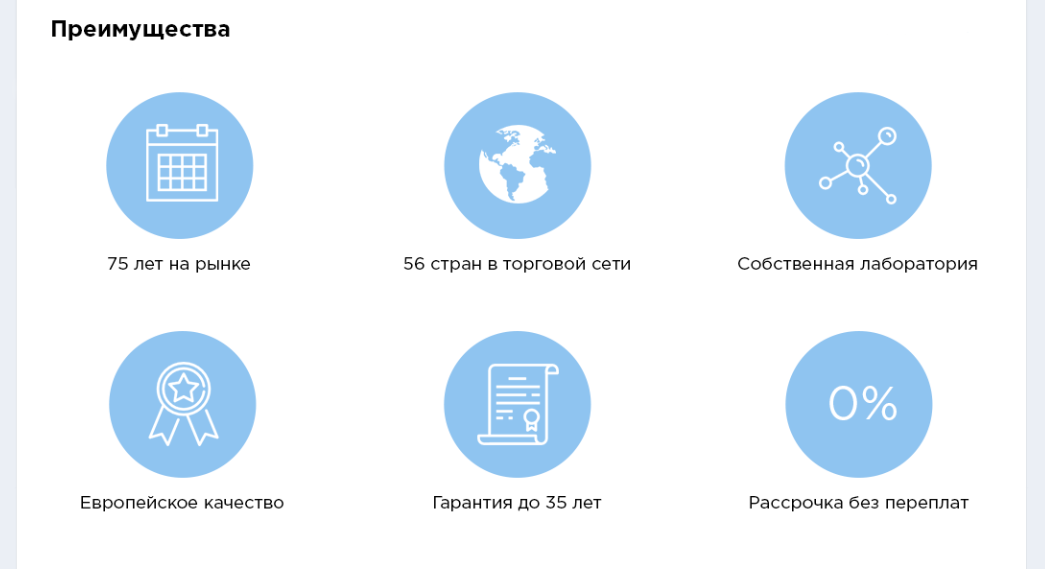 Преимущества
75 лет на рынке
56 стран в торговой сети
Собственная лаборатория
0%
Европейское качество
Гарантия до 35 лет
Рассрочка без переплат